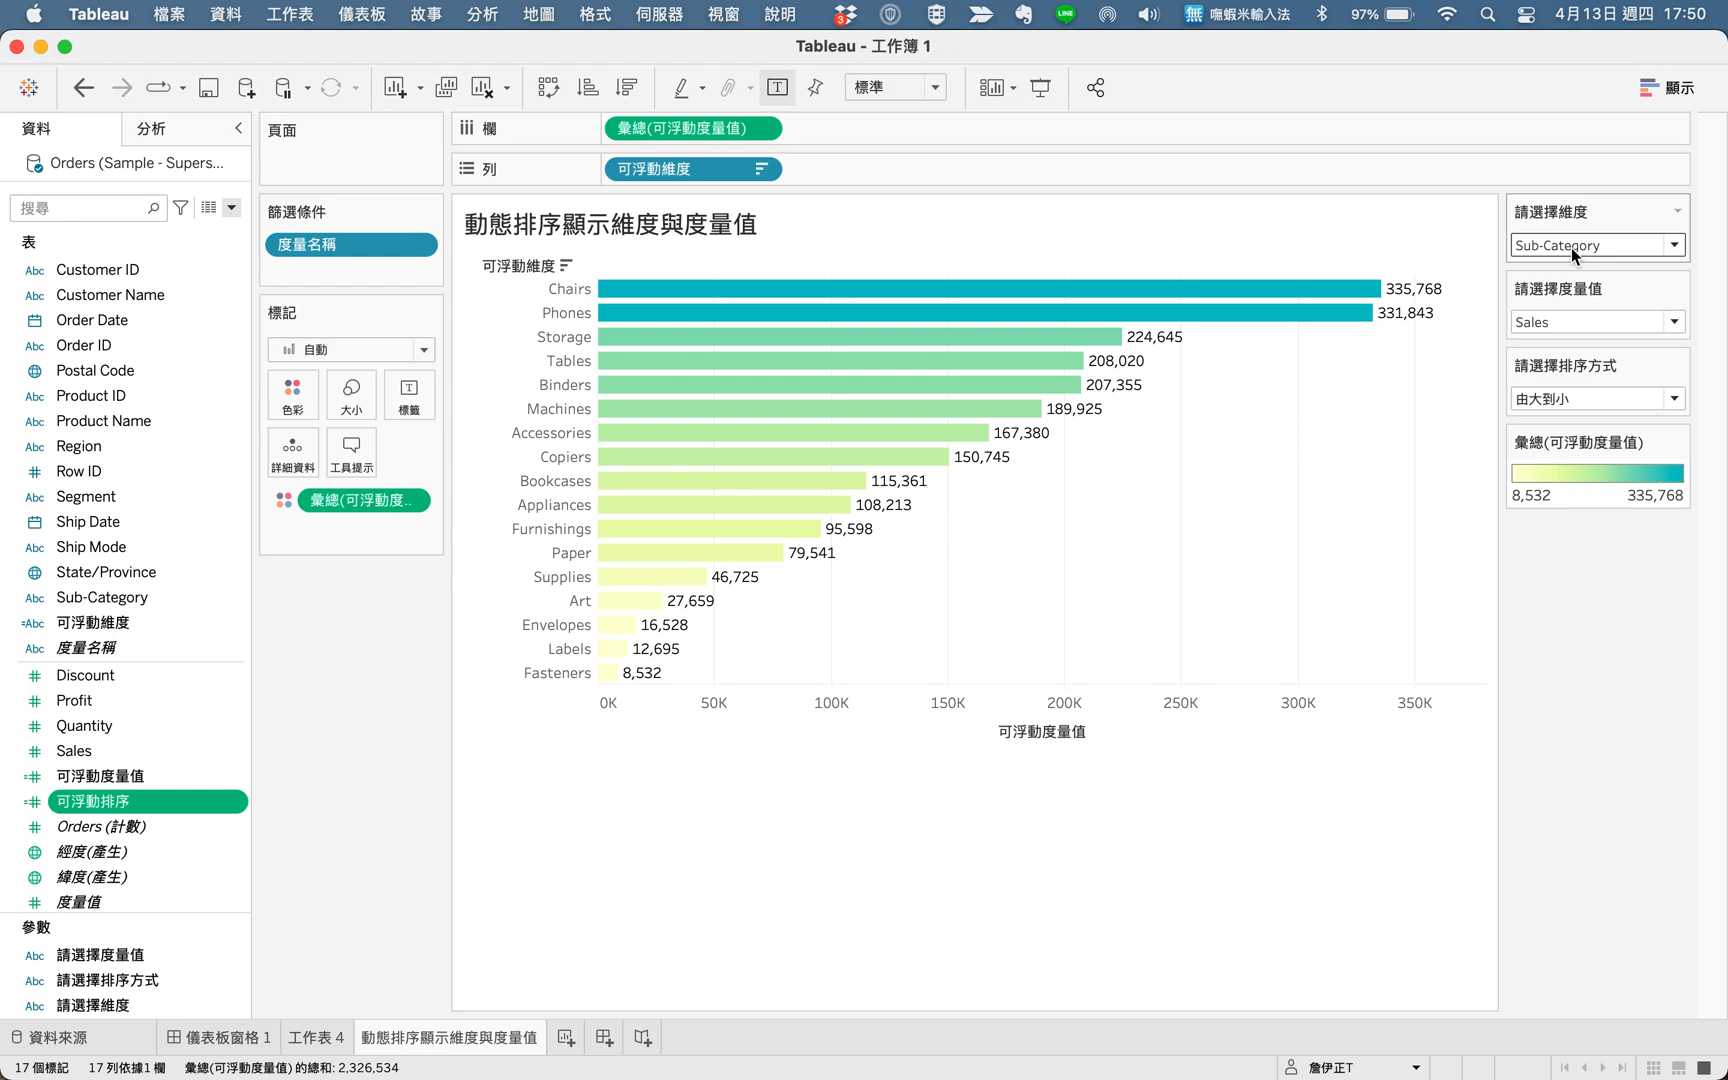 Tableau 檔案 資料 工作表 儀表板 故事 分析 地圖 格式 伺服器 視窗 說明 3 LINE 無 嘸蝦米輸入法 97% 4月13日 週四 17:50
Tableau - 工作簿 1
標準 顯示
資料 分析
Orders (Sample - Supers...
搜尋
表
Abc Customer ID
Abc Customer Name
Order Date
Abc Order ID
Postal Code
Abc Product ID
Abc Product Name
Abc Region
Row ID
Abc Segment
Ship Date
Abc Ship Mode
State/Province
Abc Sub-Category
=Abc 可浮動維度
Abc 度量名稱
Discount
Profit
Quantity
Sales
可浮動度量值
可浮動排序
Orders (計數)
經度(產生)
緯度(產生)
度量值
參數
Abc 請選擇度量值
Abc 請選擇排序方式
Abc 請選擇維度
頁面
篩選條件
度量名稱
標記
自動
色彩 大小 標籤
詳細資料 工具提示
彙總(可浮動度..
欄 彙總(可浮動度量值)
列 可浮動維度
動態排序顯示維度與度量值
可浮動維度
Chairs 335,768
Phones 331,843
Storage 224,645
Tables 208,020
Binders 207,355
Machines 189,925
Accessories 167,380
Copiers 150,745
Bookcases 115,361
Appliances 108,213
Furnishings 95,598
Paper 79,541
Supplies 46,725
Art 27,659
Envelopes 16,528
Labels 12,695
Fasteners 8,532
0K 50K 100K 150K 200K 250K 300K 350K
可浮動度量值
請選擇維度
Sub-Category
請選擇度量值
Sales
請選擇排序方式
由大到小
彙總(可浮動度量值)
8,532 335,768
資料來源 儀表板窗格 1 工作表 4 動態排序顯示維度與度量值
17 個標記 17 列依據1 欄 彙總(可浮動度量值) 的總和: 2,326,534 詹伊正T